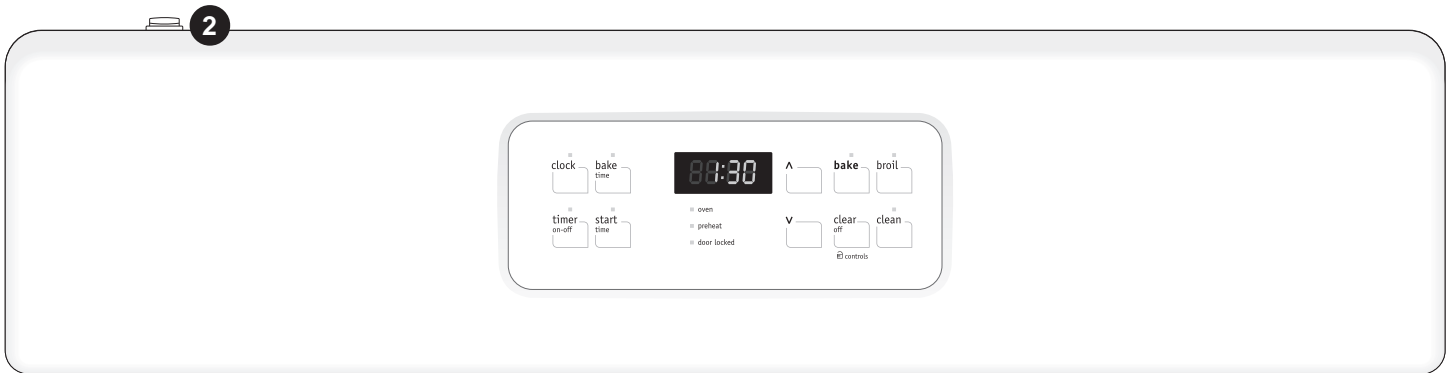 2
clock bake time
1:30
ʌ
bake broil
timer on-off
start time
oven
preheat
door locked
v
clear off
clean
controls